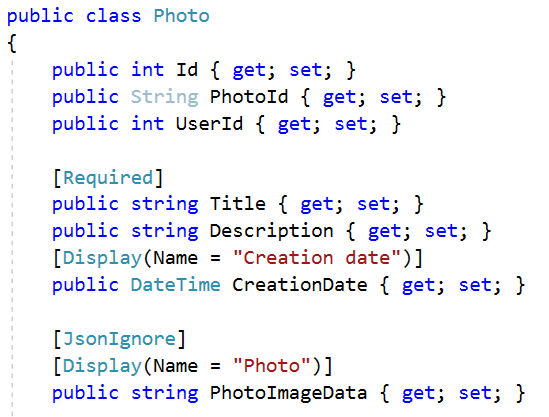 public class Photo
{
    public int Id { get; set; }
    public String PhotoId { get; set; }
    public int UserId { get; set; }

    [Required]
    public string Title { get; set; }
    public string Description { get; set; }
    [Display(Name = "Creation date")]
    public DateTime CreationDate { get; set; }

    [JsonIgnore]
    [Display(Name = "Photo")]
    public string PhotoImageData { get; set; }